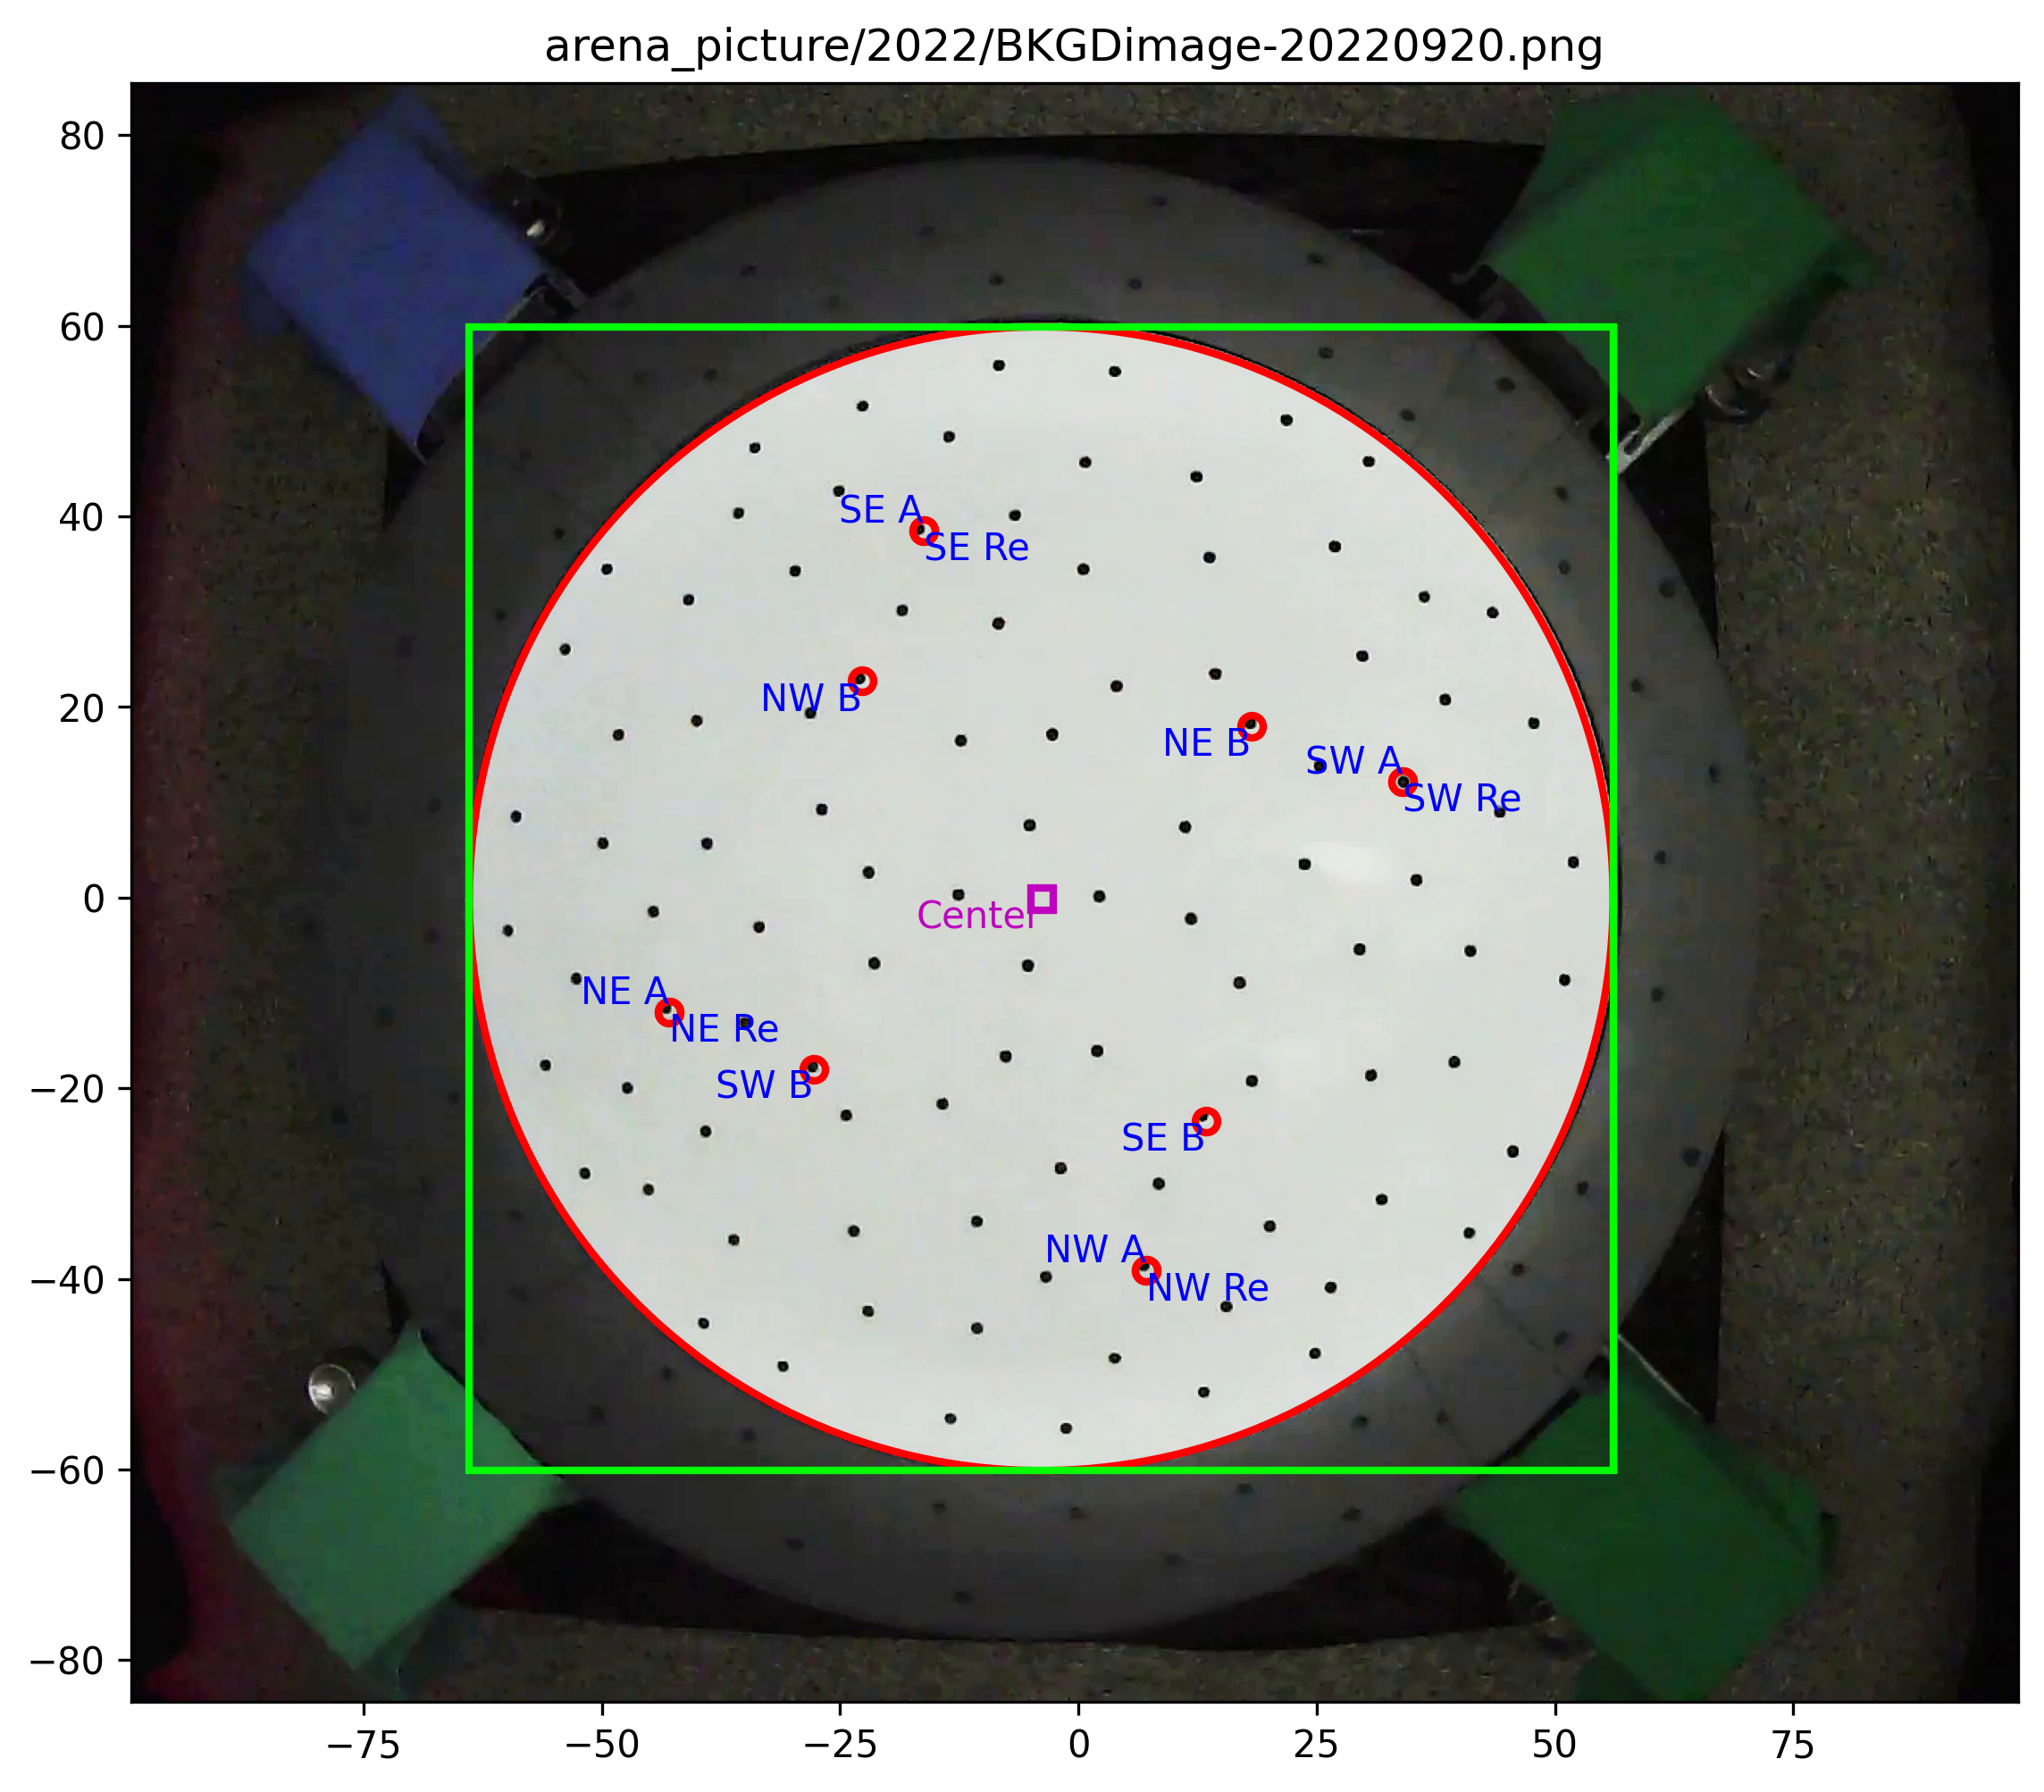 arena_picture/2022/BKGDimage-20220920.png
80
60
40
20
0
−20
−40
−60
−80
SE A
SE Re
NW B
NE B
SW A
SW Re
Center
NE A
NE Re
SW B
SE B
NW A
NW Re
−75 −50 −25 0 25 50 75